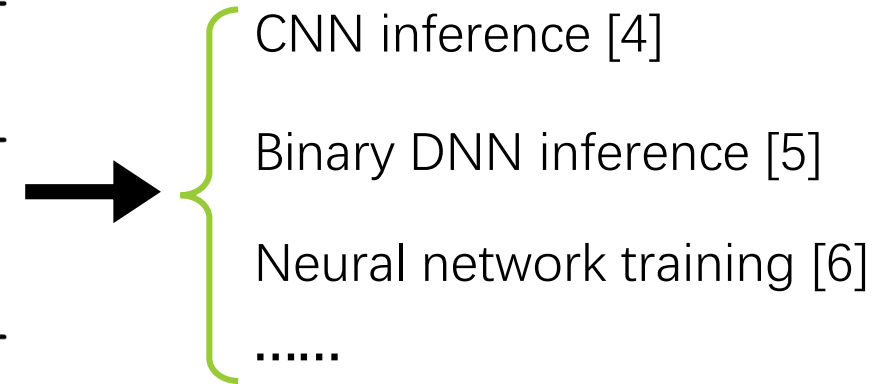 CNN inference [4]
Binary DNN inference [5]
Neural network training [6]
......